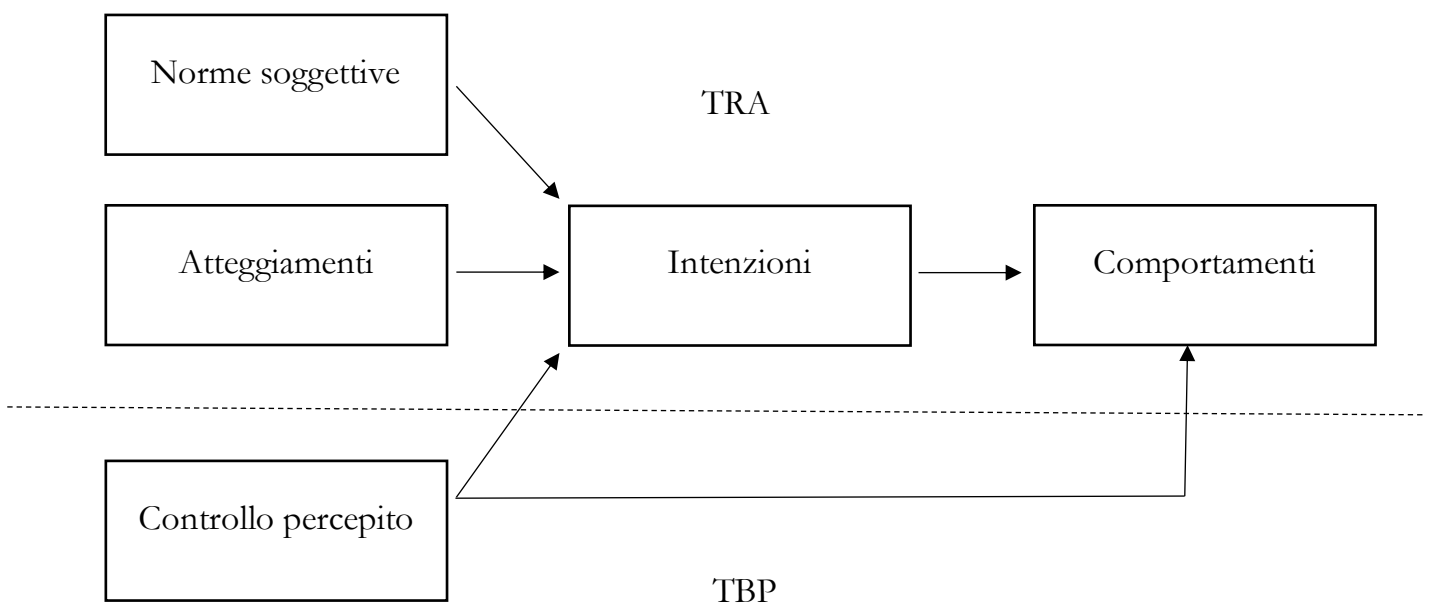 Norme soggettive
TRA
Atteggiamenti
Intenzioni
Comportamenti
Controllo percepito
TBP